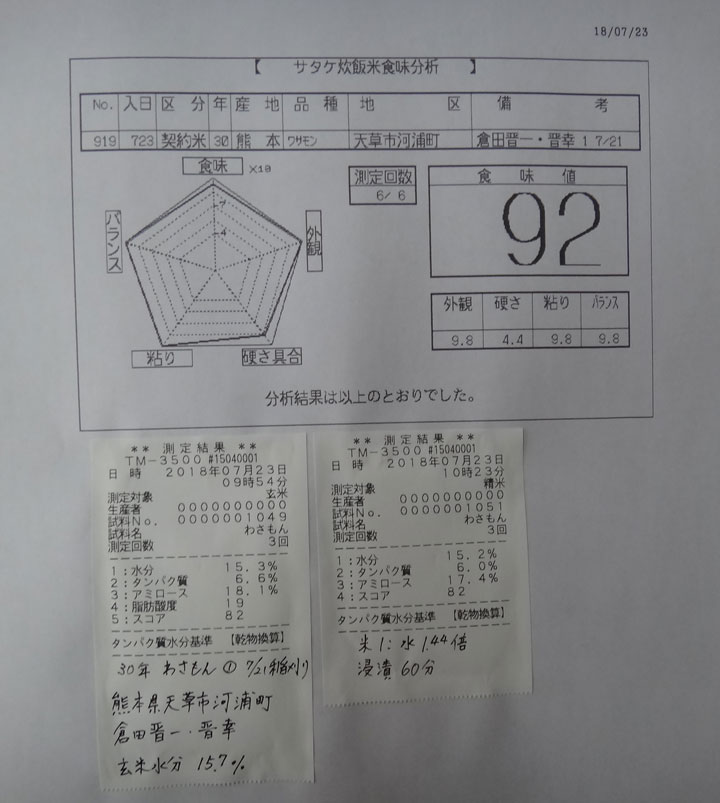 18/07/23
【 サタケ炊飯米食味分析 】
No. 入日 区分 年 産地 品種 地区 備考
919 723 契約米 30 熊本 ワサモン 天草市河浦町 倉田晋一・晋幸 1 7/21
食味 ×10
測定回数
6/ 6
食味値
92
バランス
外観
7
4
粘り
硬さ具合
外観 硬さ 粘り バランス
9.8 4.4 9.8 9.8
分析結果は以上のとおりでした。
** 測定結果 **
TM-3500 #15040001
日時 2018年07月23日
09時54分
測定対象 玄米
生産者 0000000000
試料No. 0000001049
試料名 わさもん
測定回数 3回
1:水分 15.3%
2:タンパク質 6.6%
3:アミロース 18.1%
4:脂肪酸度 19
5:スコア 82
タンパク質水分基準 【乾物換算】
30年 わさもん ① 7/21稲刈り
熊本県天草市河浦町
倉田晋一・晋幸
玄米水分 15.7%
** 測定結果 **
TM-3500 #15040001
日時 2018年07月23日
10時23分
測定対象 精米
生産者 0000000000
試料No. 0000001051
試料名 わさもん
測定回数 3回
1:水分 15.2%
2:タンパク質 6.0%
3:アミロース 17.4%
4:スコア 82
タンパク質水分基準 【乾物換算】
米1:水1.44倍
浸漬60分